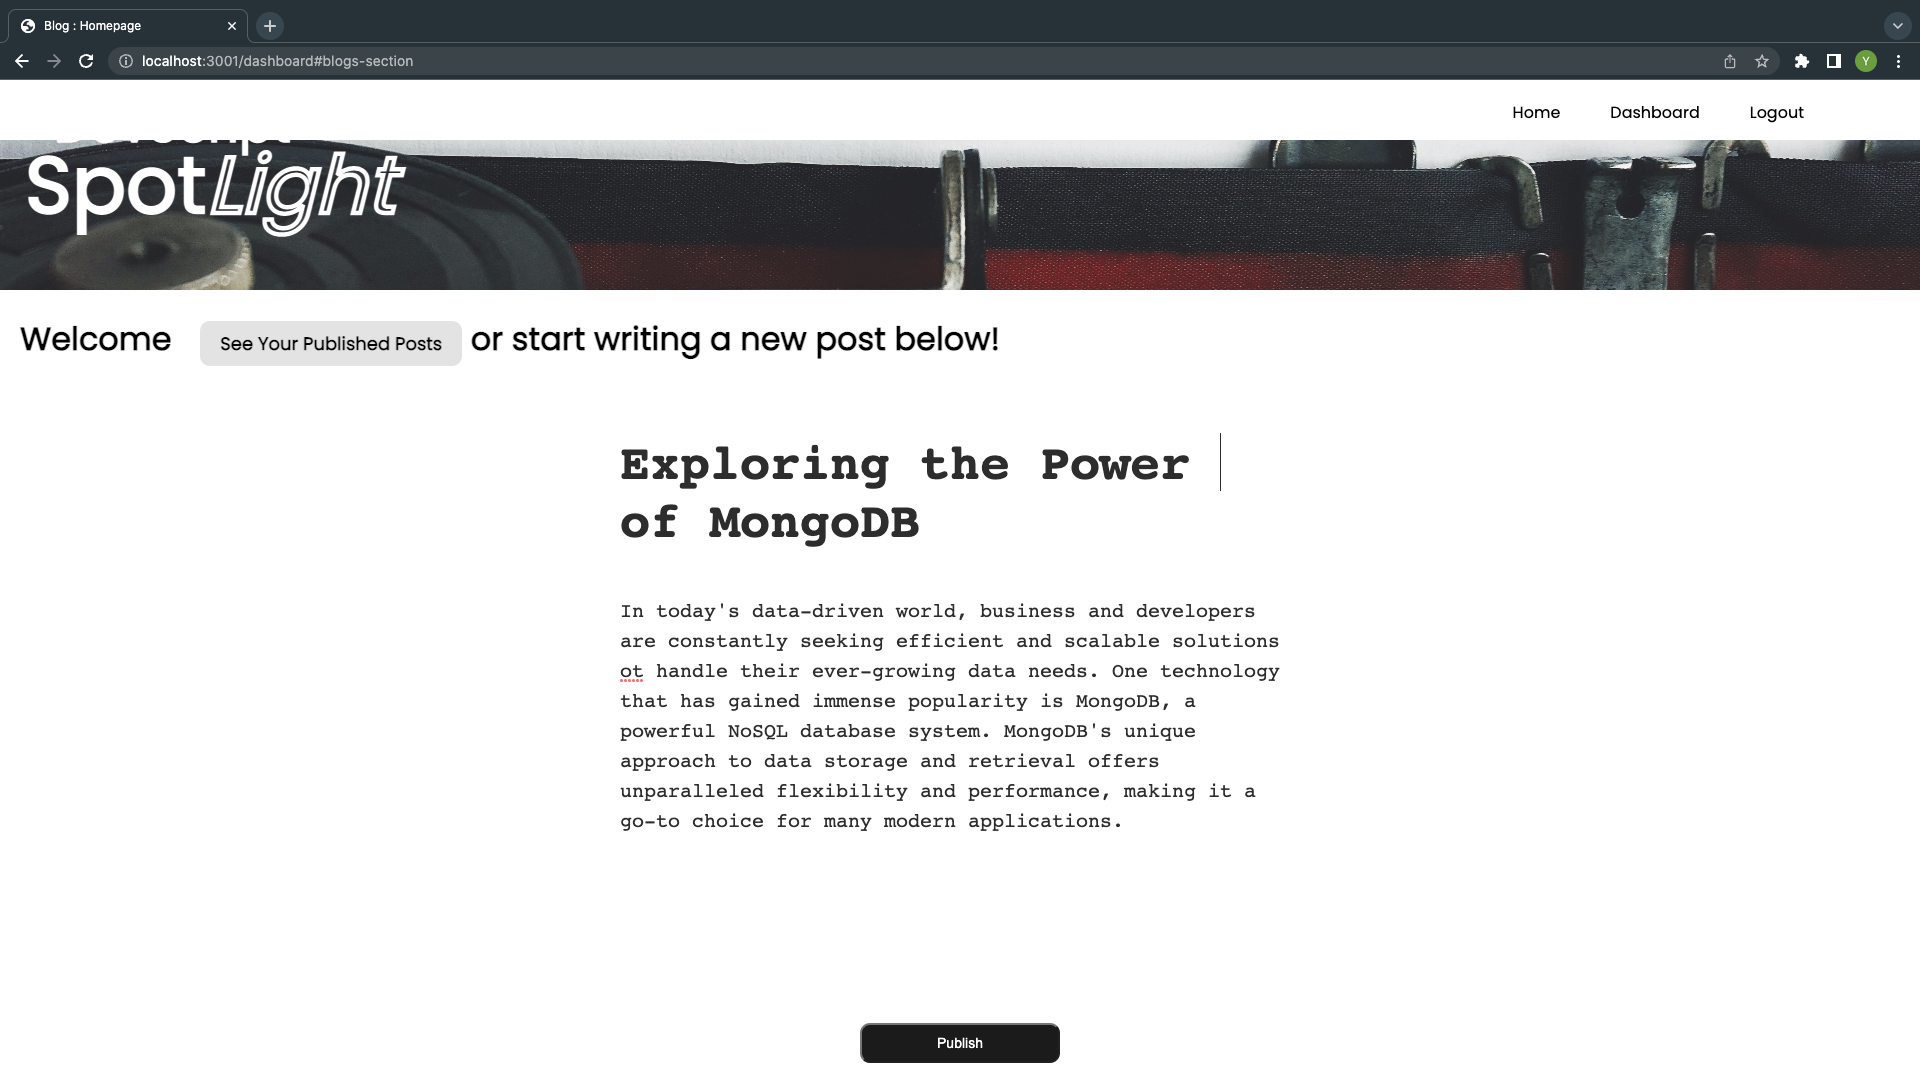 Blog : Homepage
localhost:3001/dashboard#blogs-section
Y
Home Dashboard Logout
SpotLight
Welcome See Your Published Posts or start writing a new post below!
Exploring the Power
of MongoDB
In today's data-driven world, business and developers
are constantly seeking efficient and scalable solutions
ot handle their ever-growing data needs. One technology
that has gained immense popularity is MongoDB, a
powerful NoSQL database system. MongoDB's unique
approach to data storage and retrieval offers
unparalleled flexibility and performance, making it a
go-to choice for many modern applications.
Publish